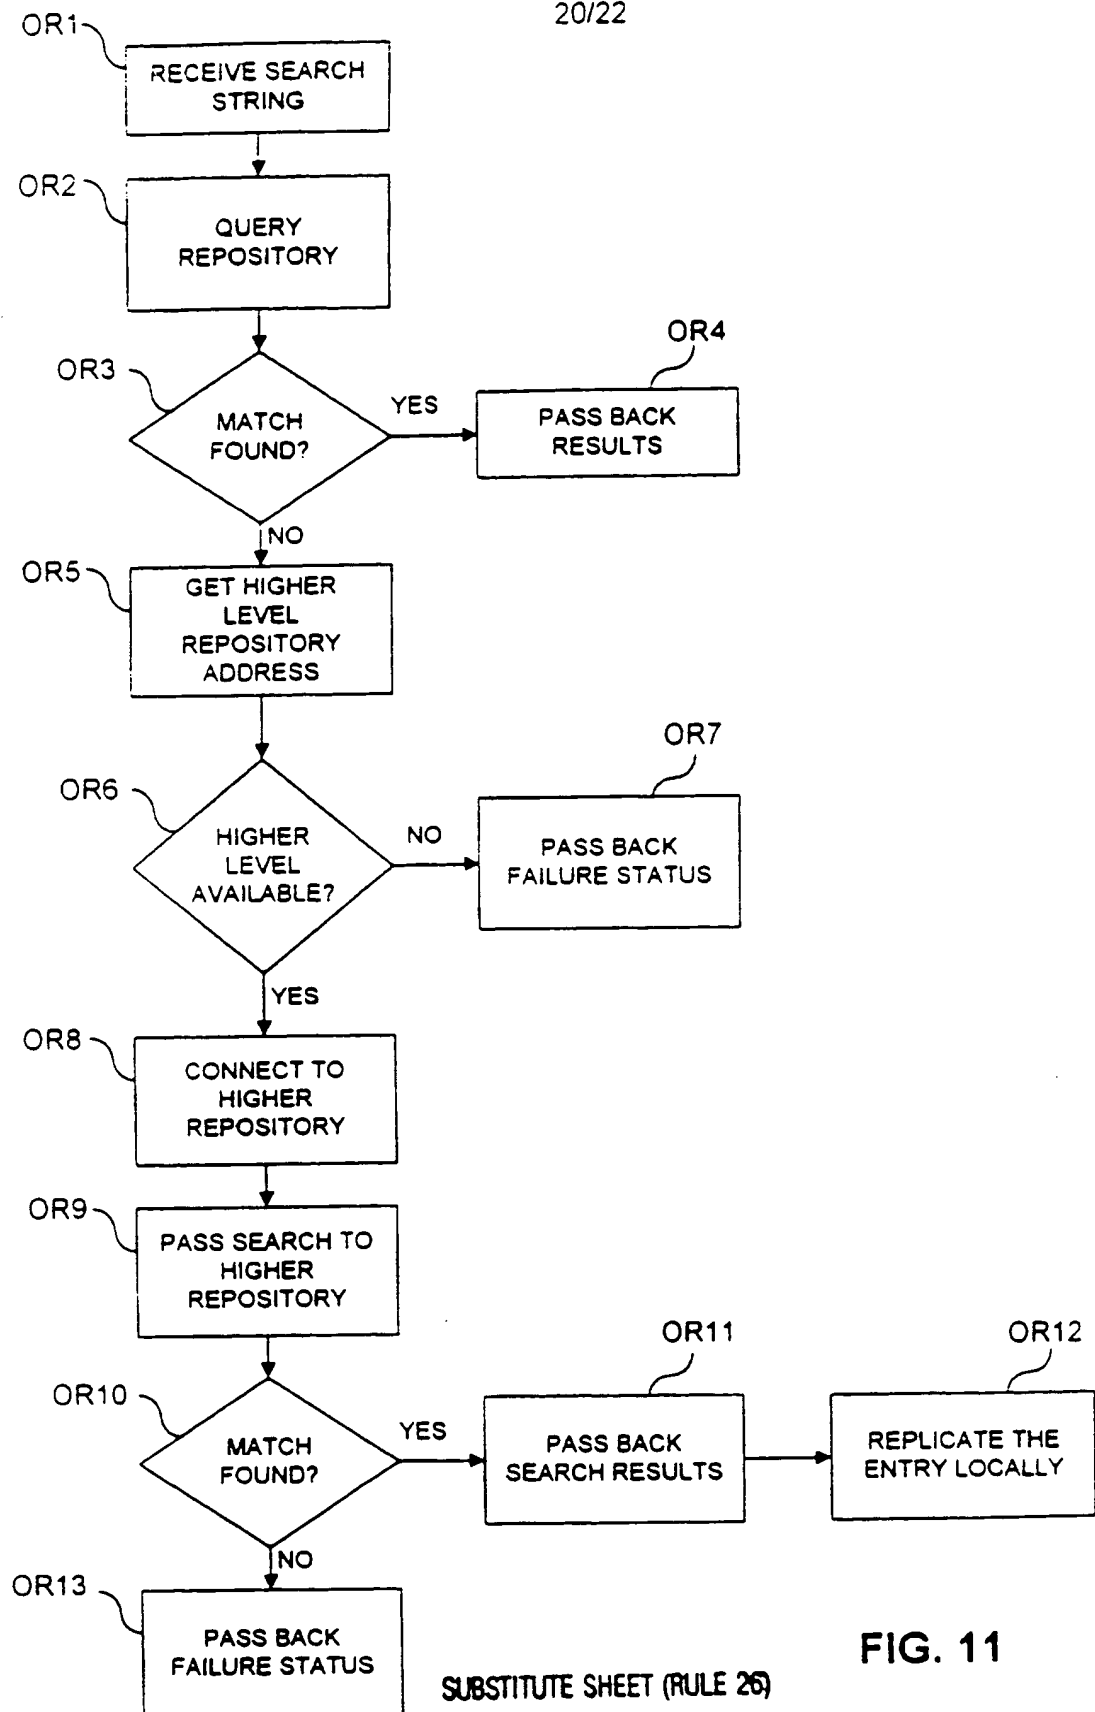 20/22
OR1
RECEIVE SEARCH
STRING
OR2
QUERY
REPOSITORY
OR3
MATCH
FOUND?
YES
OR4
PASS BACK
RESULTS
NO
OR5
GET HIGHER
LEVEL
REPOSITORY
ADDRESS
OR6
HIGHER
LEVEL
AVAILABLE?
NO
OR7
PASS BACK
FAILURE STATUS
YES
OR8
CONNECT TO
HIGHER
REPOSITORY
OR9
PASS SEARCH TO
HIGHER
REPOSITORY
OR10
MATCH
FOUND?
YES
OR11
PASS BACK
SEARCH RESULTS
OR12
REPLICATE THE
ENTRY LOCALLY
NO
OR13
PASS BACK
FAILURE STATUS
FIG. 11
SUBSTITUTE SHEET (RULE 26)